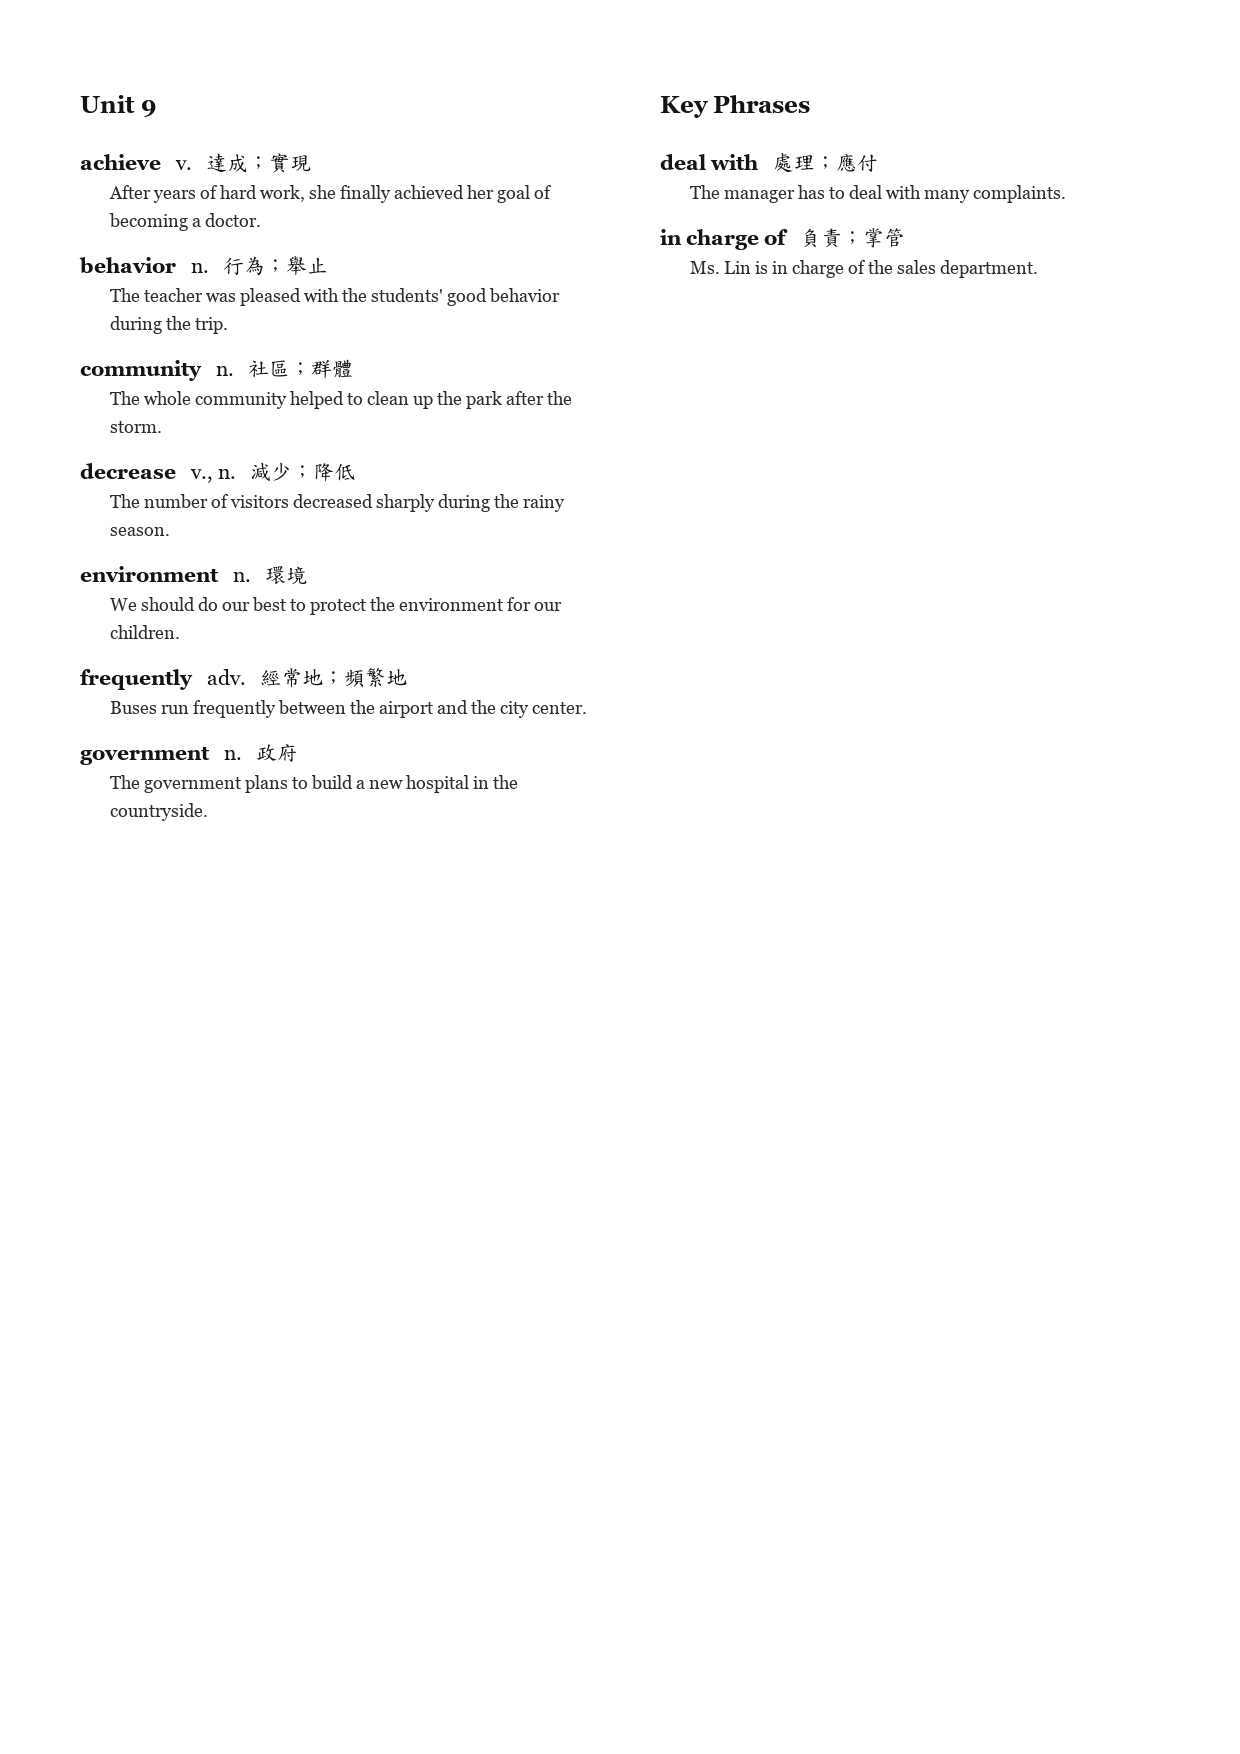 Unit 9
achieve v. 達成；實現
After years of hard work, she finally achieved her goal of
becoming a doctor.
behavior n. 行為；舉止
The teacher was pleased with the students' good behavior
during the trip.
community n. 社區；群體
The whole community helped to clean up the park after the
storm.
decrease v., n. 減少；降低
The number of visitors decreased sharply during the rainy
season.
environment n. 環境
We should do our best to protect the environment for our
children.
frequently adv. 經常地；頻繁地
Buses run frequently between the airport and the city center.
government n. 政府
The government plans to build a new hospital in the
countryside.
Key Phrases
deal with 處理；應付
The manager has to deal with many complaints.
in charge of 負責；掌管
Ms. Lin is in charge of the sales department.